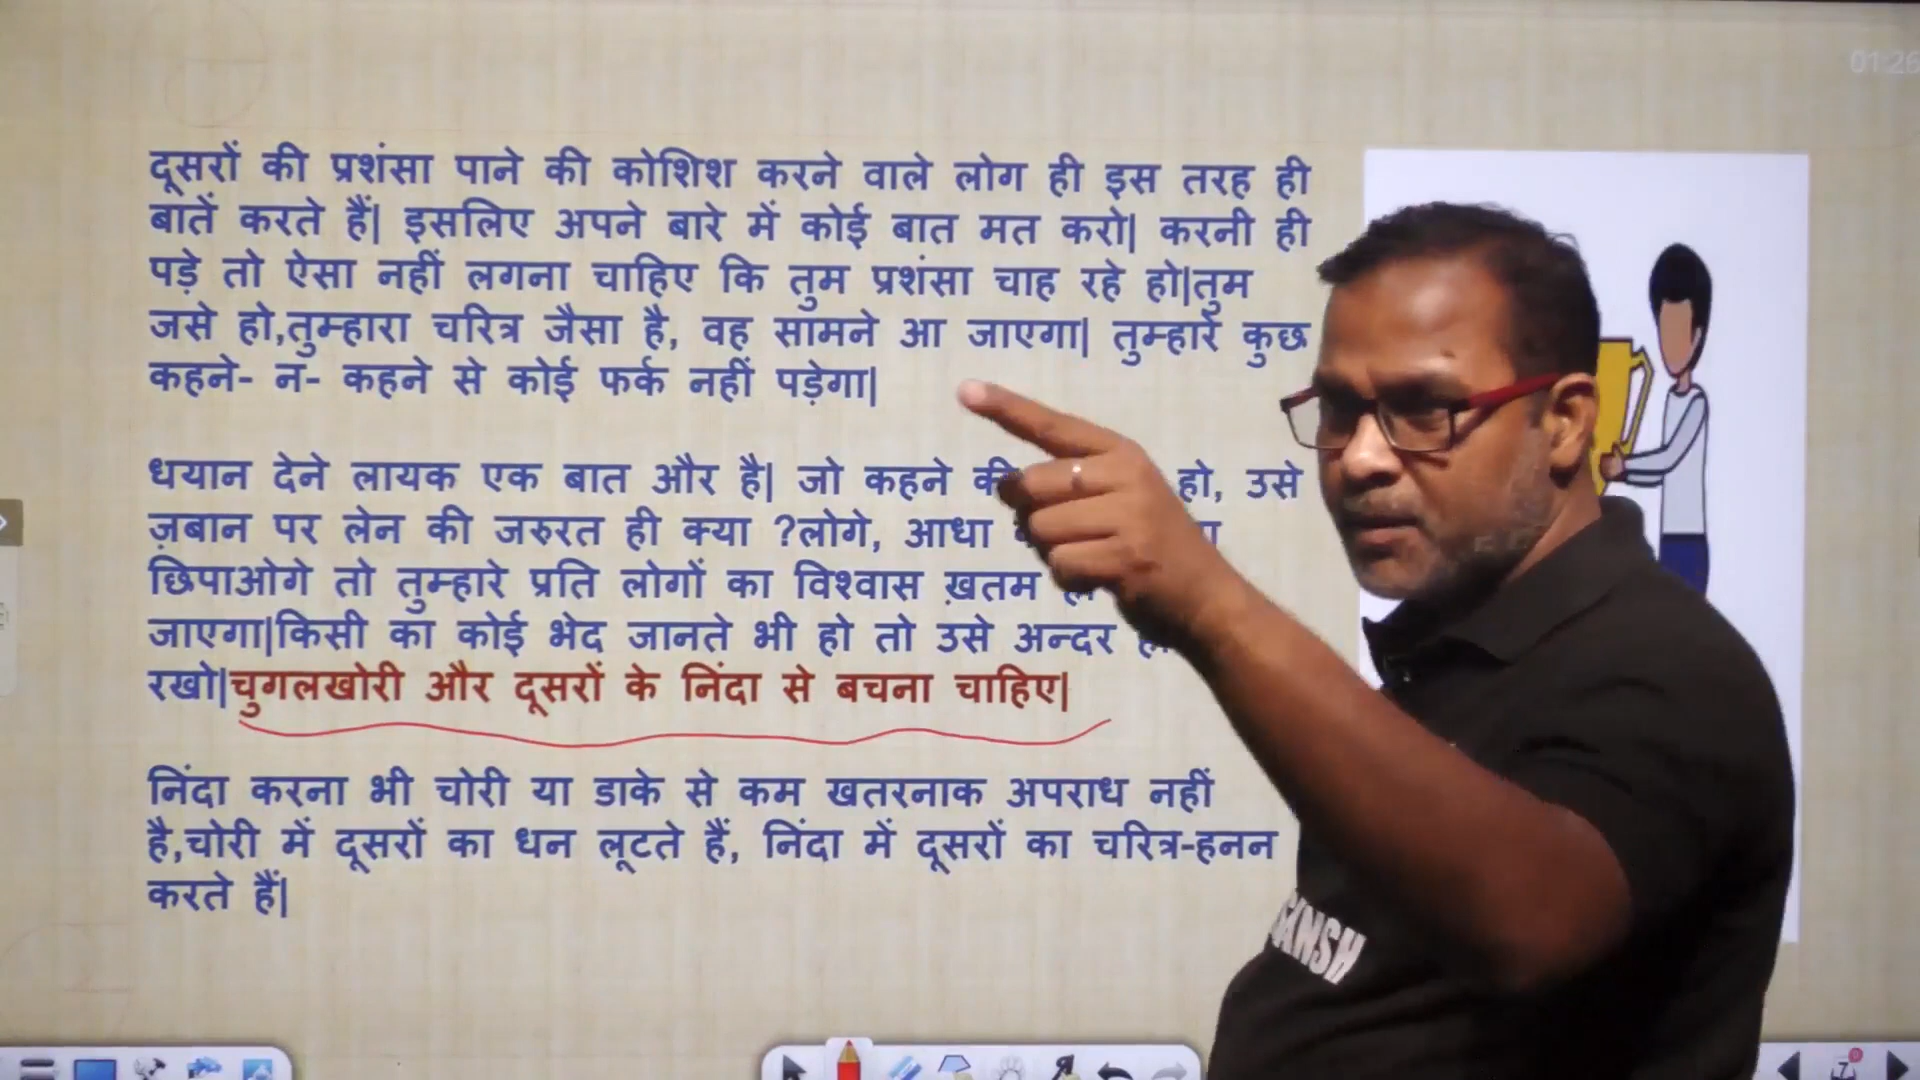 01:26
दूसरों की प्रशंसा पाने की कोशिश करने वाले लोग ही इस तरह ही
बातें करते हैं| इसलिए अपने बारे में कोई बात मत करो| करनी ही
पड़े तो ऐसा नहीं लगना चाहिए कि तुम प्रशंसा चाह रहे हो|तुम
जसे हो,तुम्हारा चरित्र जैसा है, वह सामने आ जाएगा| तुम्हारे कुछ
कहने- न- कहने से कोई फर्क नहीं पड़ेगा|
धयान देने लायक एक बात और है| जो कहने की हो, उसे
ज़बान पर लेन की जरुरत ही क्या ?लोगे, आधा
छिपाओगे तो तुम्हारे प्रति लोगों का विश्वास ख़तम
जाएगा|किसी का कोई भेद जानते भी हो तो उसे अन्दर
रखो|चुगलखोरी और दूसरों के निंदा से बचना चाहिए|
निंदा करना भी चोरी या डाके से कम खतरनाक अपराध नहीं
है,चोरी में दूसरों का धन लूटते हैं, निंदा में दूसरों का चरित्र-हनन
करते हैं|
7